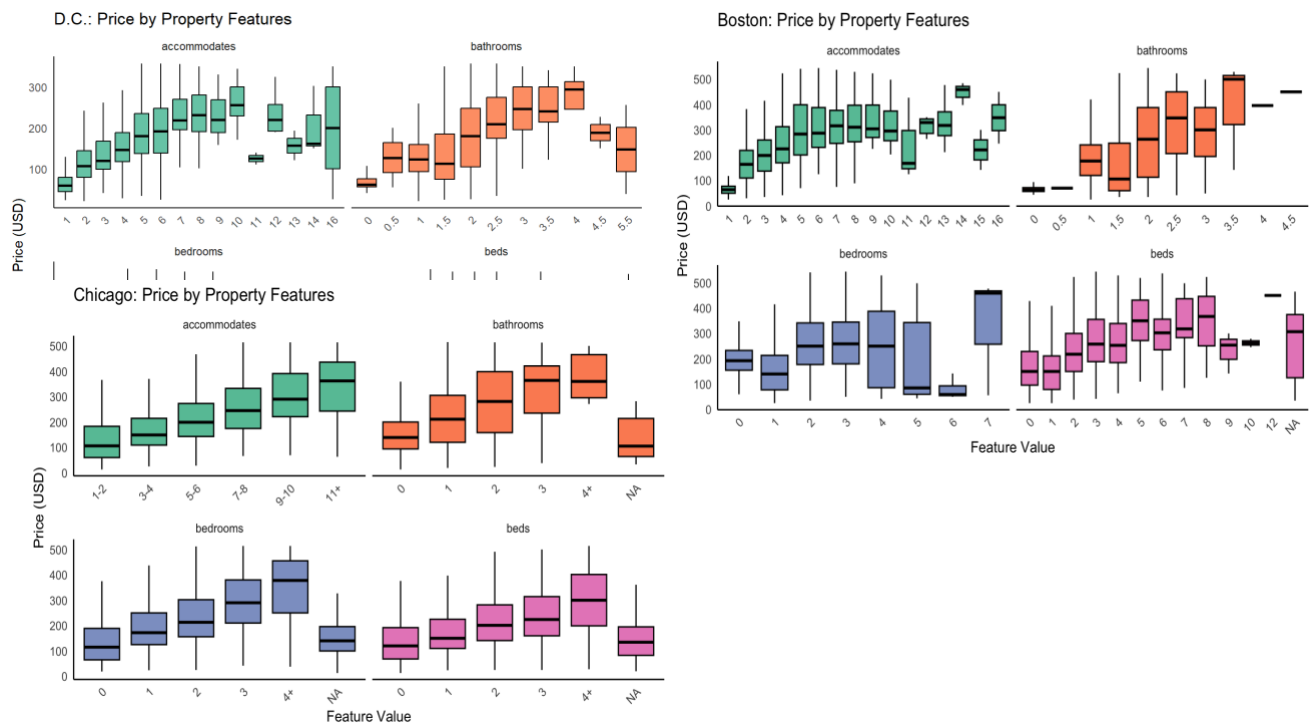 D.C.: Price by Property Features
accommodates bathrooms
300
200
100
1 2 3 4 5 6 7 8 9 10 11 12 13 14 16 0 0.5 1 1.5 2 2.5 3 3.5 4 4.5 5.5
Price (USD)
bedrooms beds
Chicago: Price by Property Features
accommodates bathrooms
500
400
300
200
100
0
1-2 3-4 5-6 7-8 9-10 11+ 0 1 2 3 4+ NA
Price (USD)
bedrooms beds
500
400
300
200
100
0
0 1 2 3 4+ NA 0 1 2 3 4+ NA
Feature Value
Boston: Price by Property Features
accommodates bathrooms
500
400
300
200
100
0
1 2 3 4 5 6 7 8 9 10 11 12 13 14 15 16 0 0.5 1 1.5 2 2.5 3 3.5 4 4.5
Price (USD)
bedrooms beds
500
400
300
200
100
0
0 1 2 3 4 5 6 7 0 1 2 3 4 5 6 7 8 9 10 12 NA
Feature Value